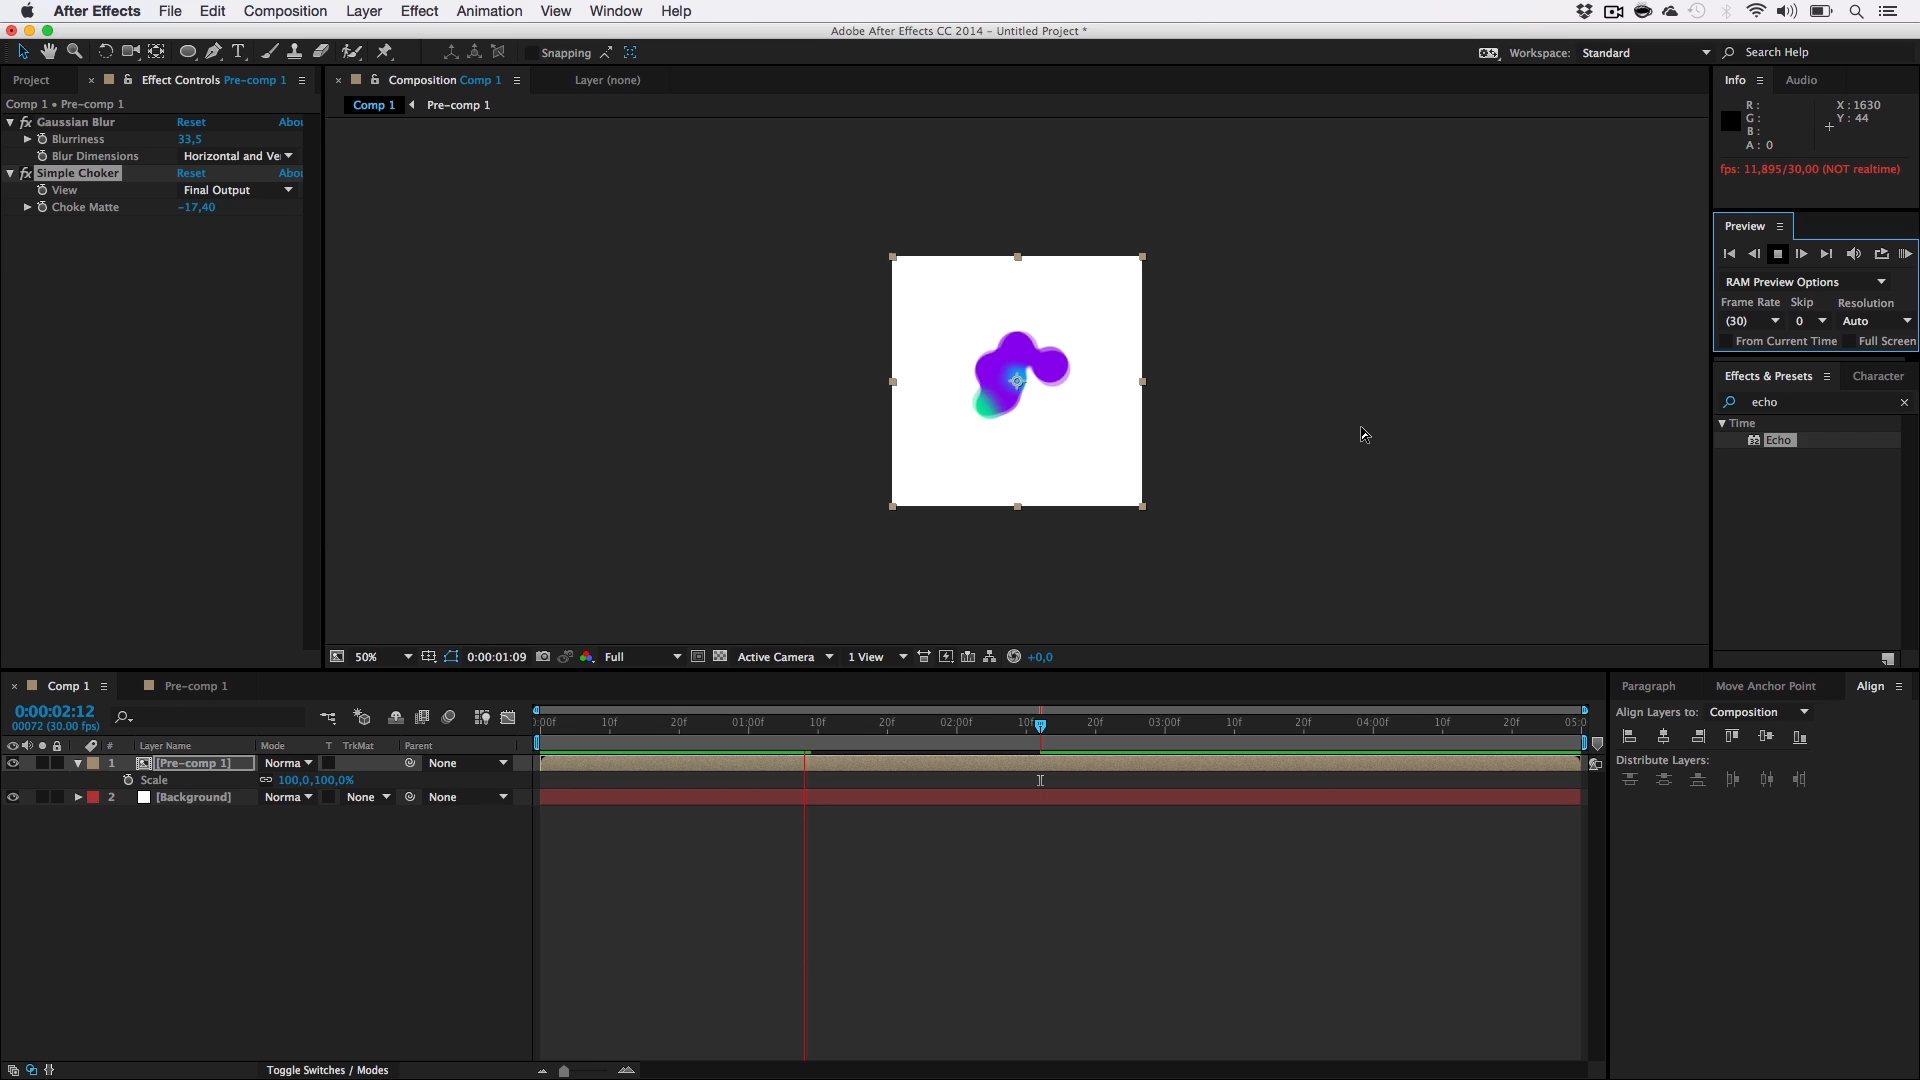 After Effects File Edit Composition Layer Effect Animation View Window Help
Adobe After Effects CC 2014 – Untitled Project *
T Snapping Workspace: Standard Search Help
Project × Effect Controls Pre-comp 1
Comp 1 • Pre-comp 1
fx Gaussian Blur Reset Abou
Blurriness 33,5
Blur Dimensions Horizontal and Ve
fx Simple Choker Reset Abou
View Final Output
Choke Matte -17,40
× Composition Comp 1 Layer (none)
Comp 1 Pre-comp 1
50% 0:00:01:09 Full Active Camera 1 View +0,0
Info Audio
R: X: 1630
G: Y: 44
B:
A: 0
fps: 11,895/30,00 (NOT realtime)
Preview
RAM Preview Options
Frame Rate Skip Resolution
(30) 0 Auto
From Current Time Full Screen
Effects & Presets Character
echo ×
Time
32 Echo
× Comp 1 Pre-comp 1
0:00:02:12
00072 (30.00 fps)
# Layer Name Mode T TrkMat Parent
1 [Pre-comp 1] Norma None
Scale 100,0,100,0%
2 [Background] Norma None None
):00f 10f 20f 01:00f 10f 20f 02:00f 10f 20f 03:00f 10f 20f 04:00f 10f 20f 05:0
Toggle Switches / Modes
Paragraph Move Anchor Point Align
Align Layers to: Composition
Distribute Layers: